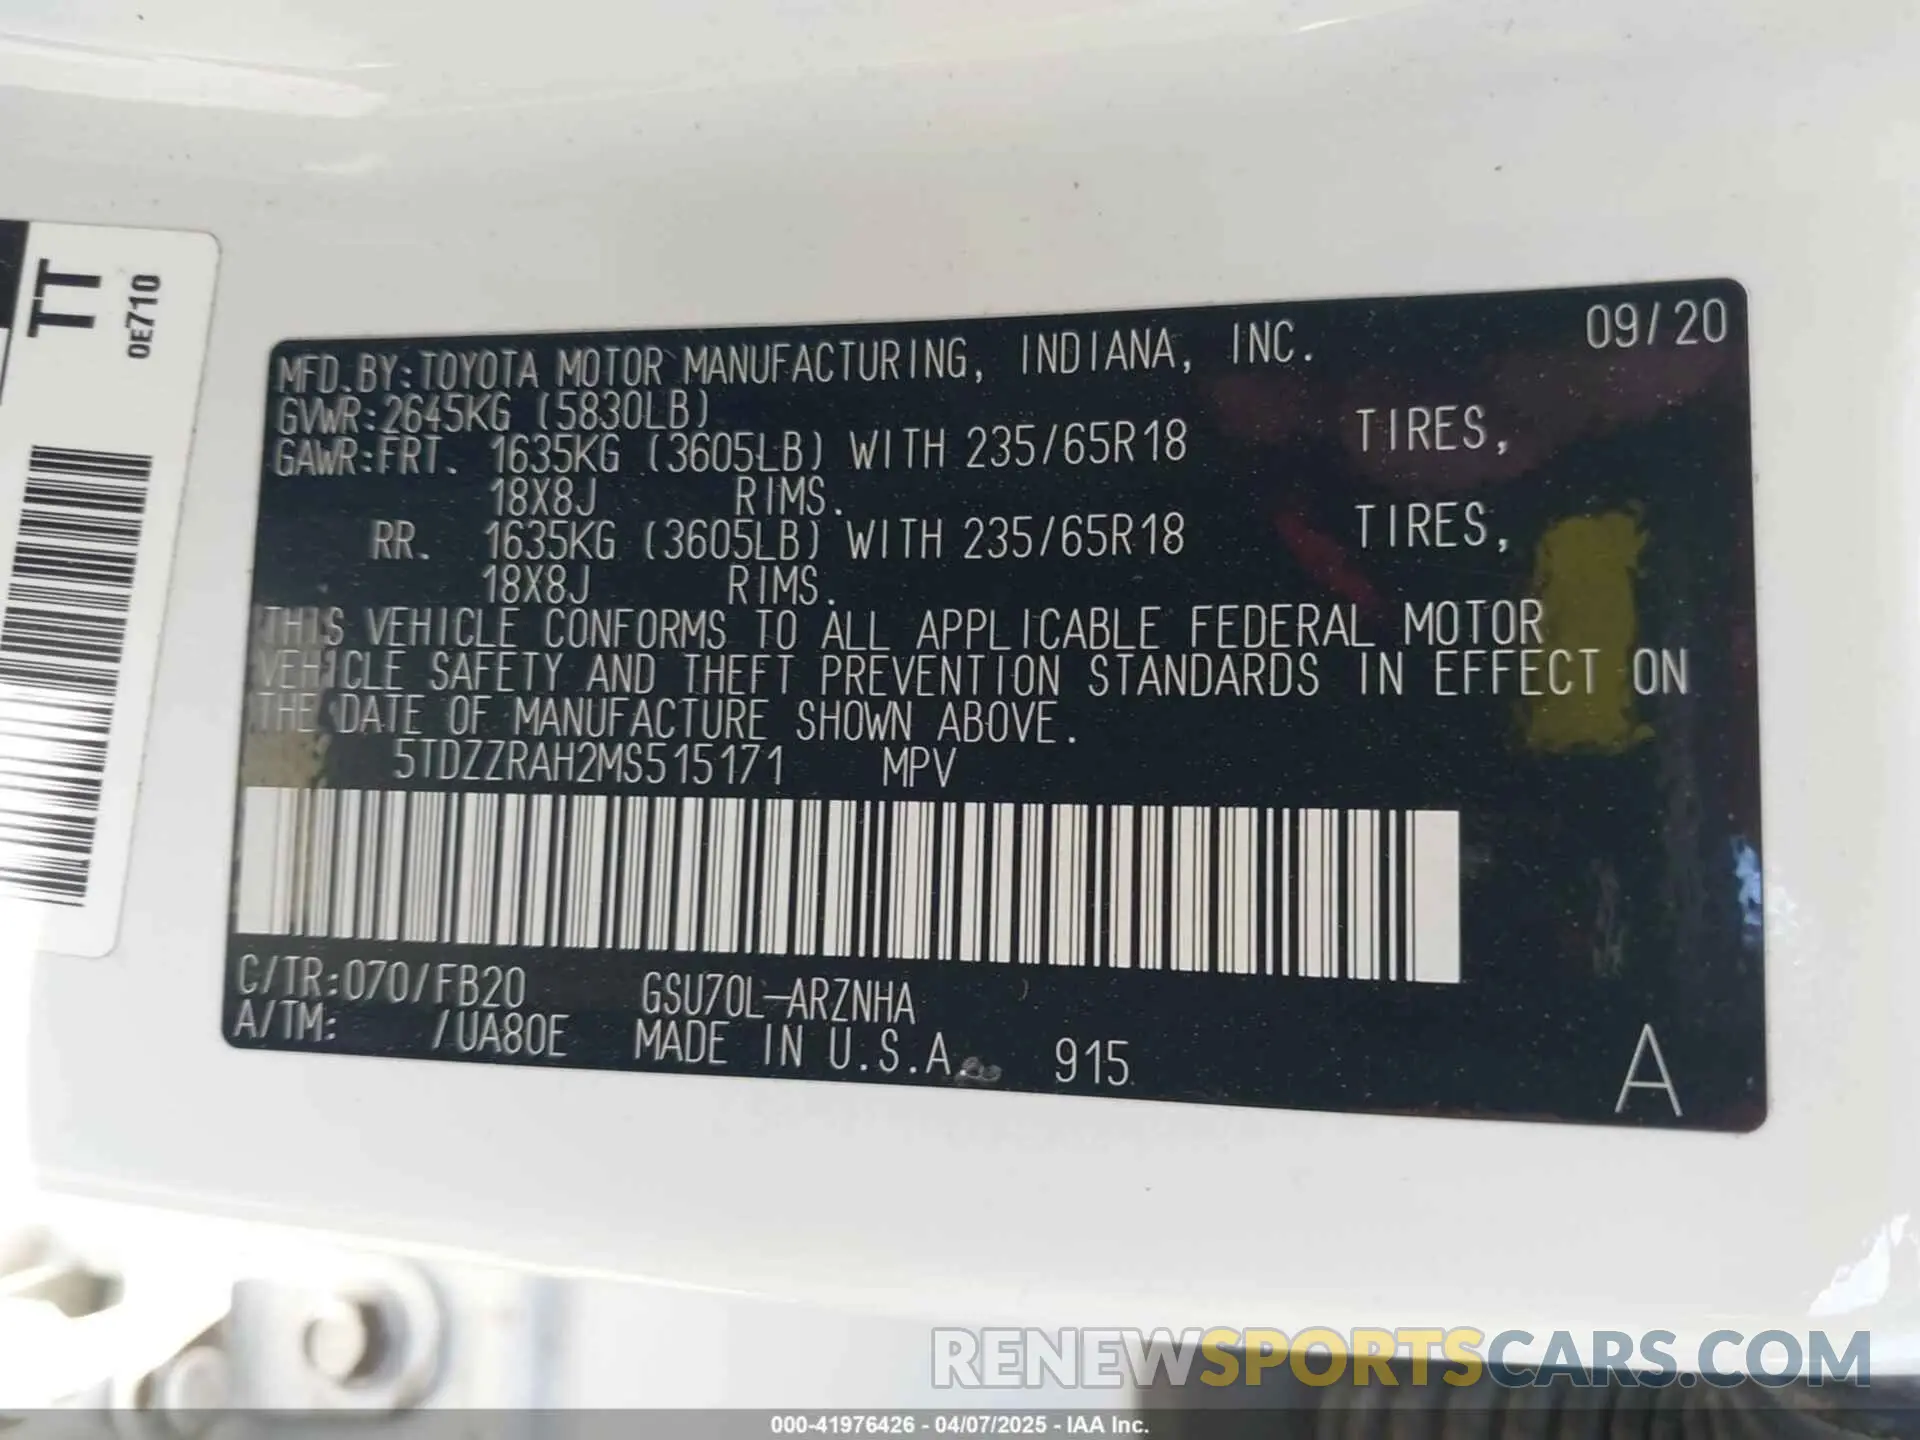 TT
0E710
MFD.BY:TOYOTA MOTOR MANUFACTURING, INDIANA, INC. 09/20
GVWR:2645KG (5830LB)
GAWR:FRT. 1635KG (3605LB) WITH 235/65R18 TIRES,
18X8J RIMS.
RR. 1635KG (3605LB) WITH 235/65R18 TIRES,
18X8J RIMS.
THIS VEHICLE CONFORMS TO ALL APPLICABLE FEDERAL MOTOR
VEHICLE SAFETY AND THEFT PREVENTION STANDARDS IN EFFECT ON
THE DATE OF MANUFACTURE SHOWN ABOVE.
5TDZZRAH2MS515171 MPV
C/TR:070/FB20 GSU70L-ARZNHA
A/TM: /UA80E MADE IN U.S.A. 915 A
RENEWSPORTSCARS.COM
000-41976426 - 04/07/2025 - IAA Inc.